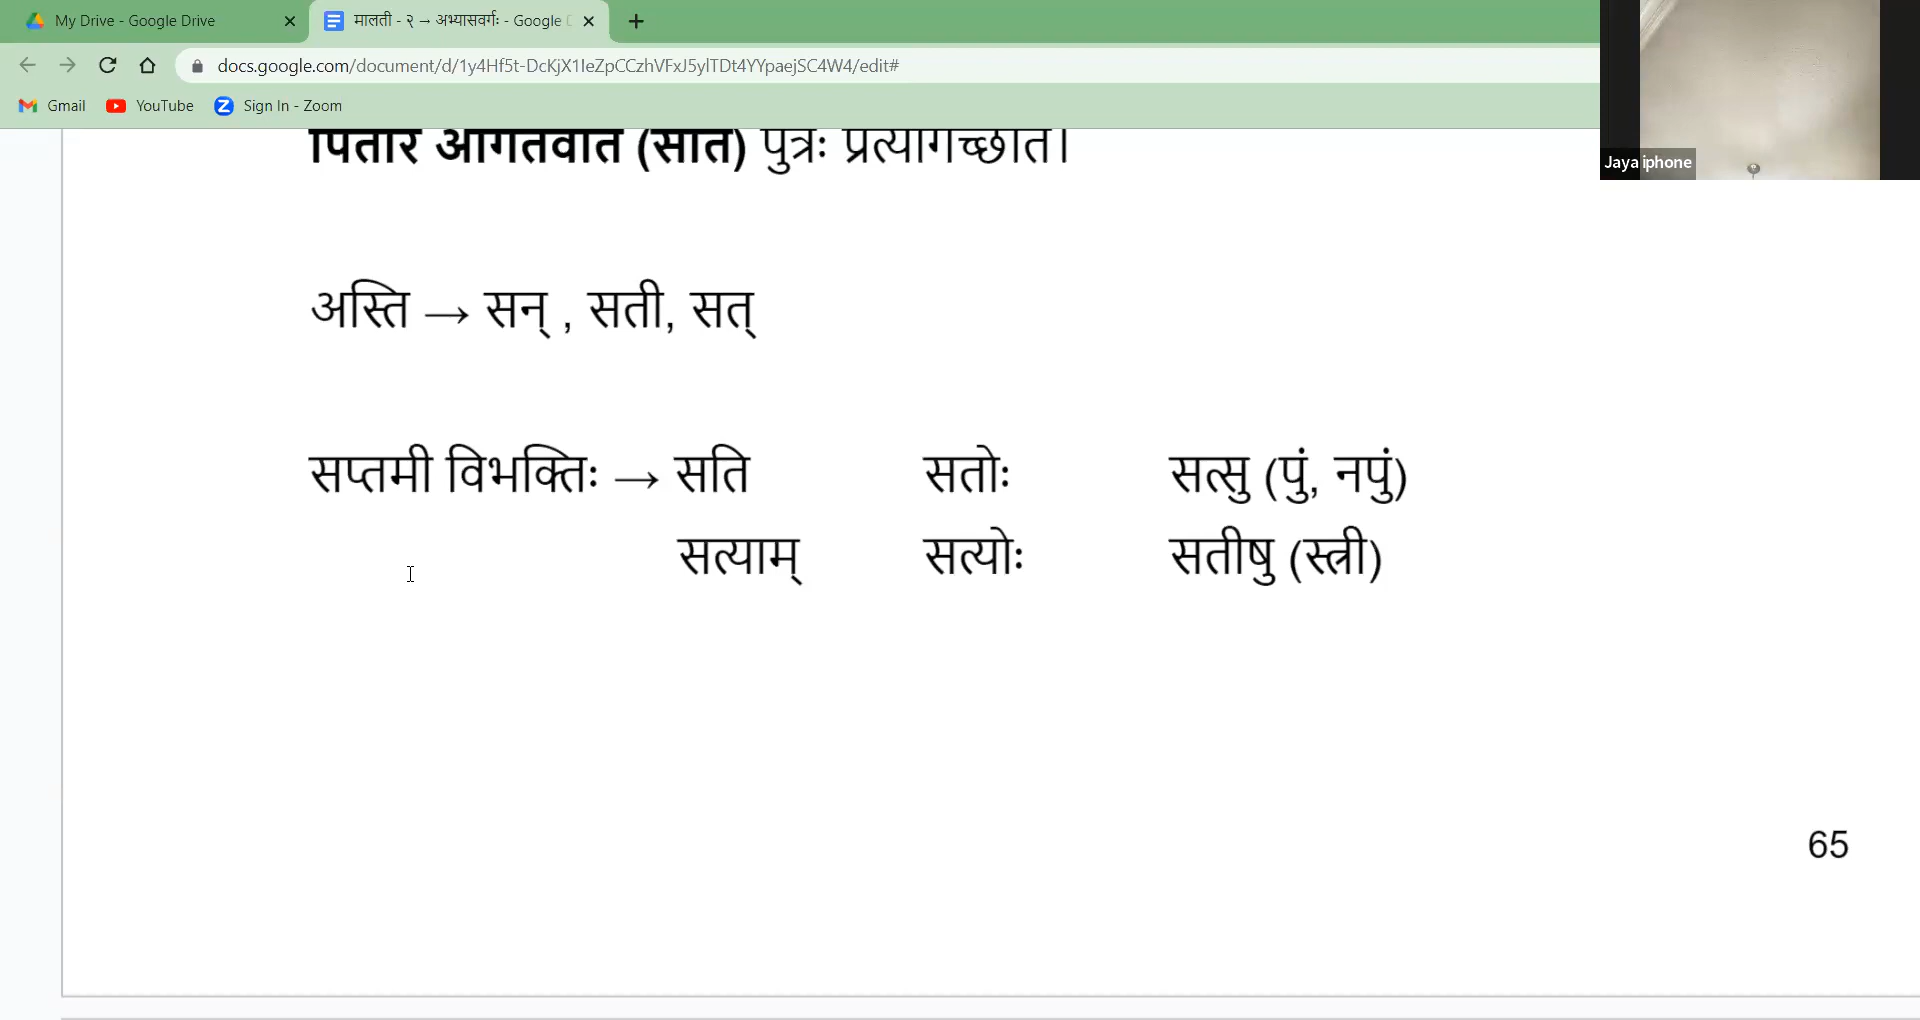 My Drive - Google Drive
मालती - २ → अभ्यासवर्गः - Google D
docs.google.com/document/d/1y4Hf5t-DcKjX1IeZpCCzhVFxJ5ylTDt4YYpaejSC4W4/edit#
Gmail YouTube Sign In - Zoom
Jaya iphone
पितरि आगतवति (सति) पुत्रः प्रत्यागच्छति।
अस्ति → सन् , सती, सत्
सप्तमी विभक्तिः → सति सतोः सत्सु (पुं, नपुं)
सत्याम् सत्योः सतीषु (स्त्री)
65